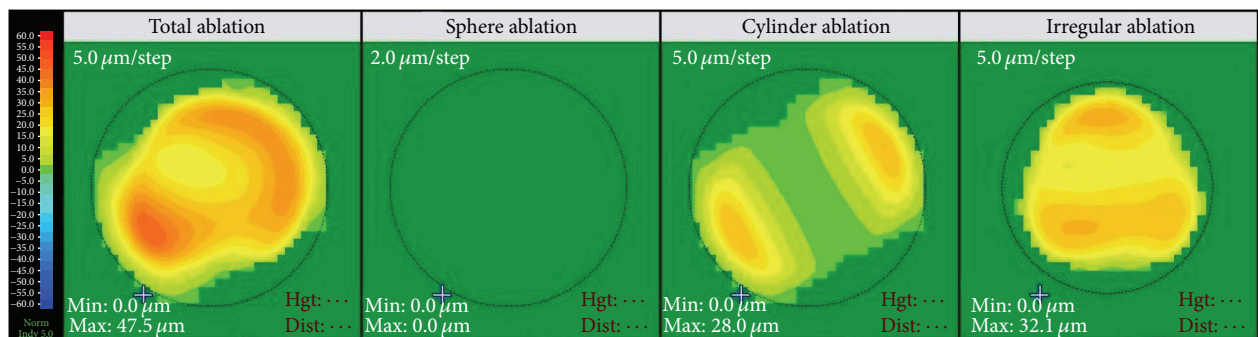 Total ablation
Sphere ablation
Cylinder ablation
Irregular ablation
60.0
55.0
50.0
45.0
40.0
35.0
30.0
25.0
20.0
15.0
10.0
5.0
0.0
−5.0
−10.0
−15.0
−20.0
−25.0
−30.0
−35.0
−40.0
−45.0
−50.0
−55.0
−60.0
Norm
Indy 5.0
5.0 µm/step
2.0 µm/step
5.0 µm/step
5.0 µm/step
Min: 0.0 µm
Hgt: ···
Max: 47.5 µm
Dist: ···
Min: 0.0 µm
Hgt: ···
Max: 0.0 µm
Dist: ···
Min: 0.0 µm
Hgt: ···
Max: 28.0 µm
Dist: ···
Min: 0.0 µm
Hgt: ···
Max: 32.1 µm
Dist: ···